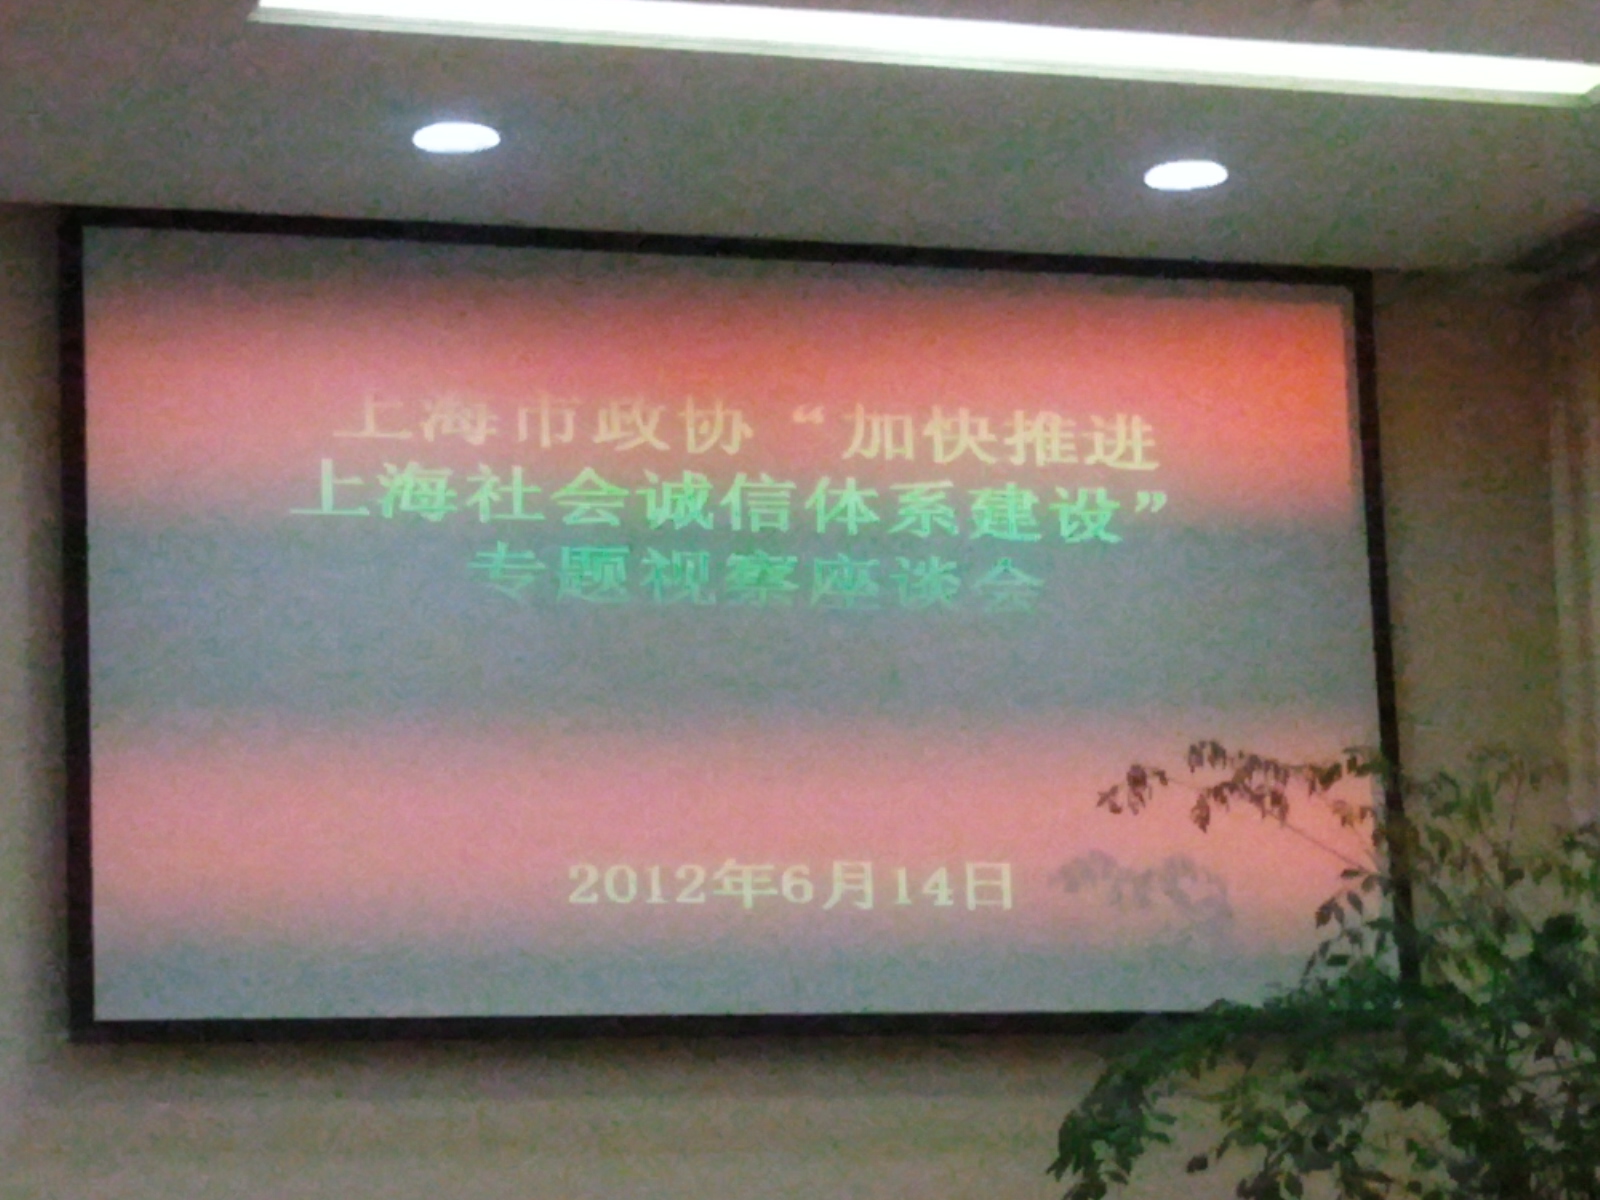 上海市政协“加快推进
上海社会诚信体系建设”
专题视察座谈会
2012年6月14日